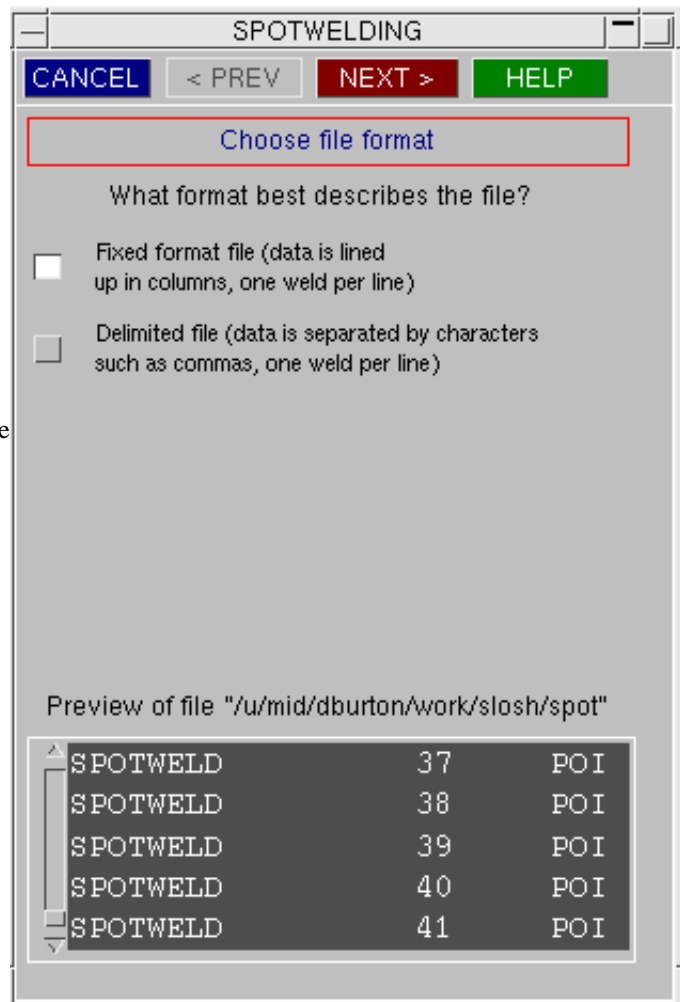 SPOTWELDING
CANCEL < PREV NEXT > HELP
Choose file format
What format best describes the file?
Fixed format file (data is lined
up in columns, one weld per line)
Delimited file (data is separated by characters
such as commas, one weld per line)
e
Preview of file "/u/mid/dburton/work/slosh/spot"
SPOTWELD 37 POI
SPOTWELD 38 POI
SPOTWELD 39 POI
SPOTWELD 40 POI
SPOTWELD 41 POI